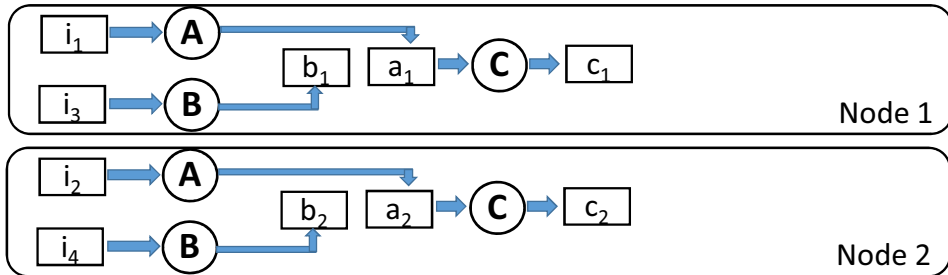 i₁ A
b₁ a₁ C c₁
i₃ B
Node 1
i₂ A
b₂ a₂ C c₂
i₄ B
Node 2